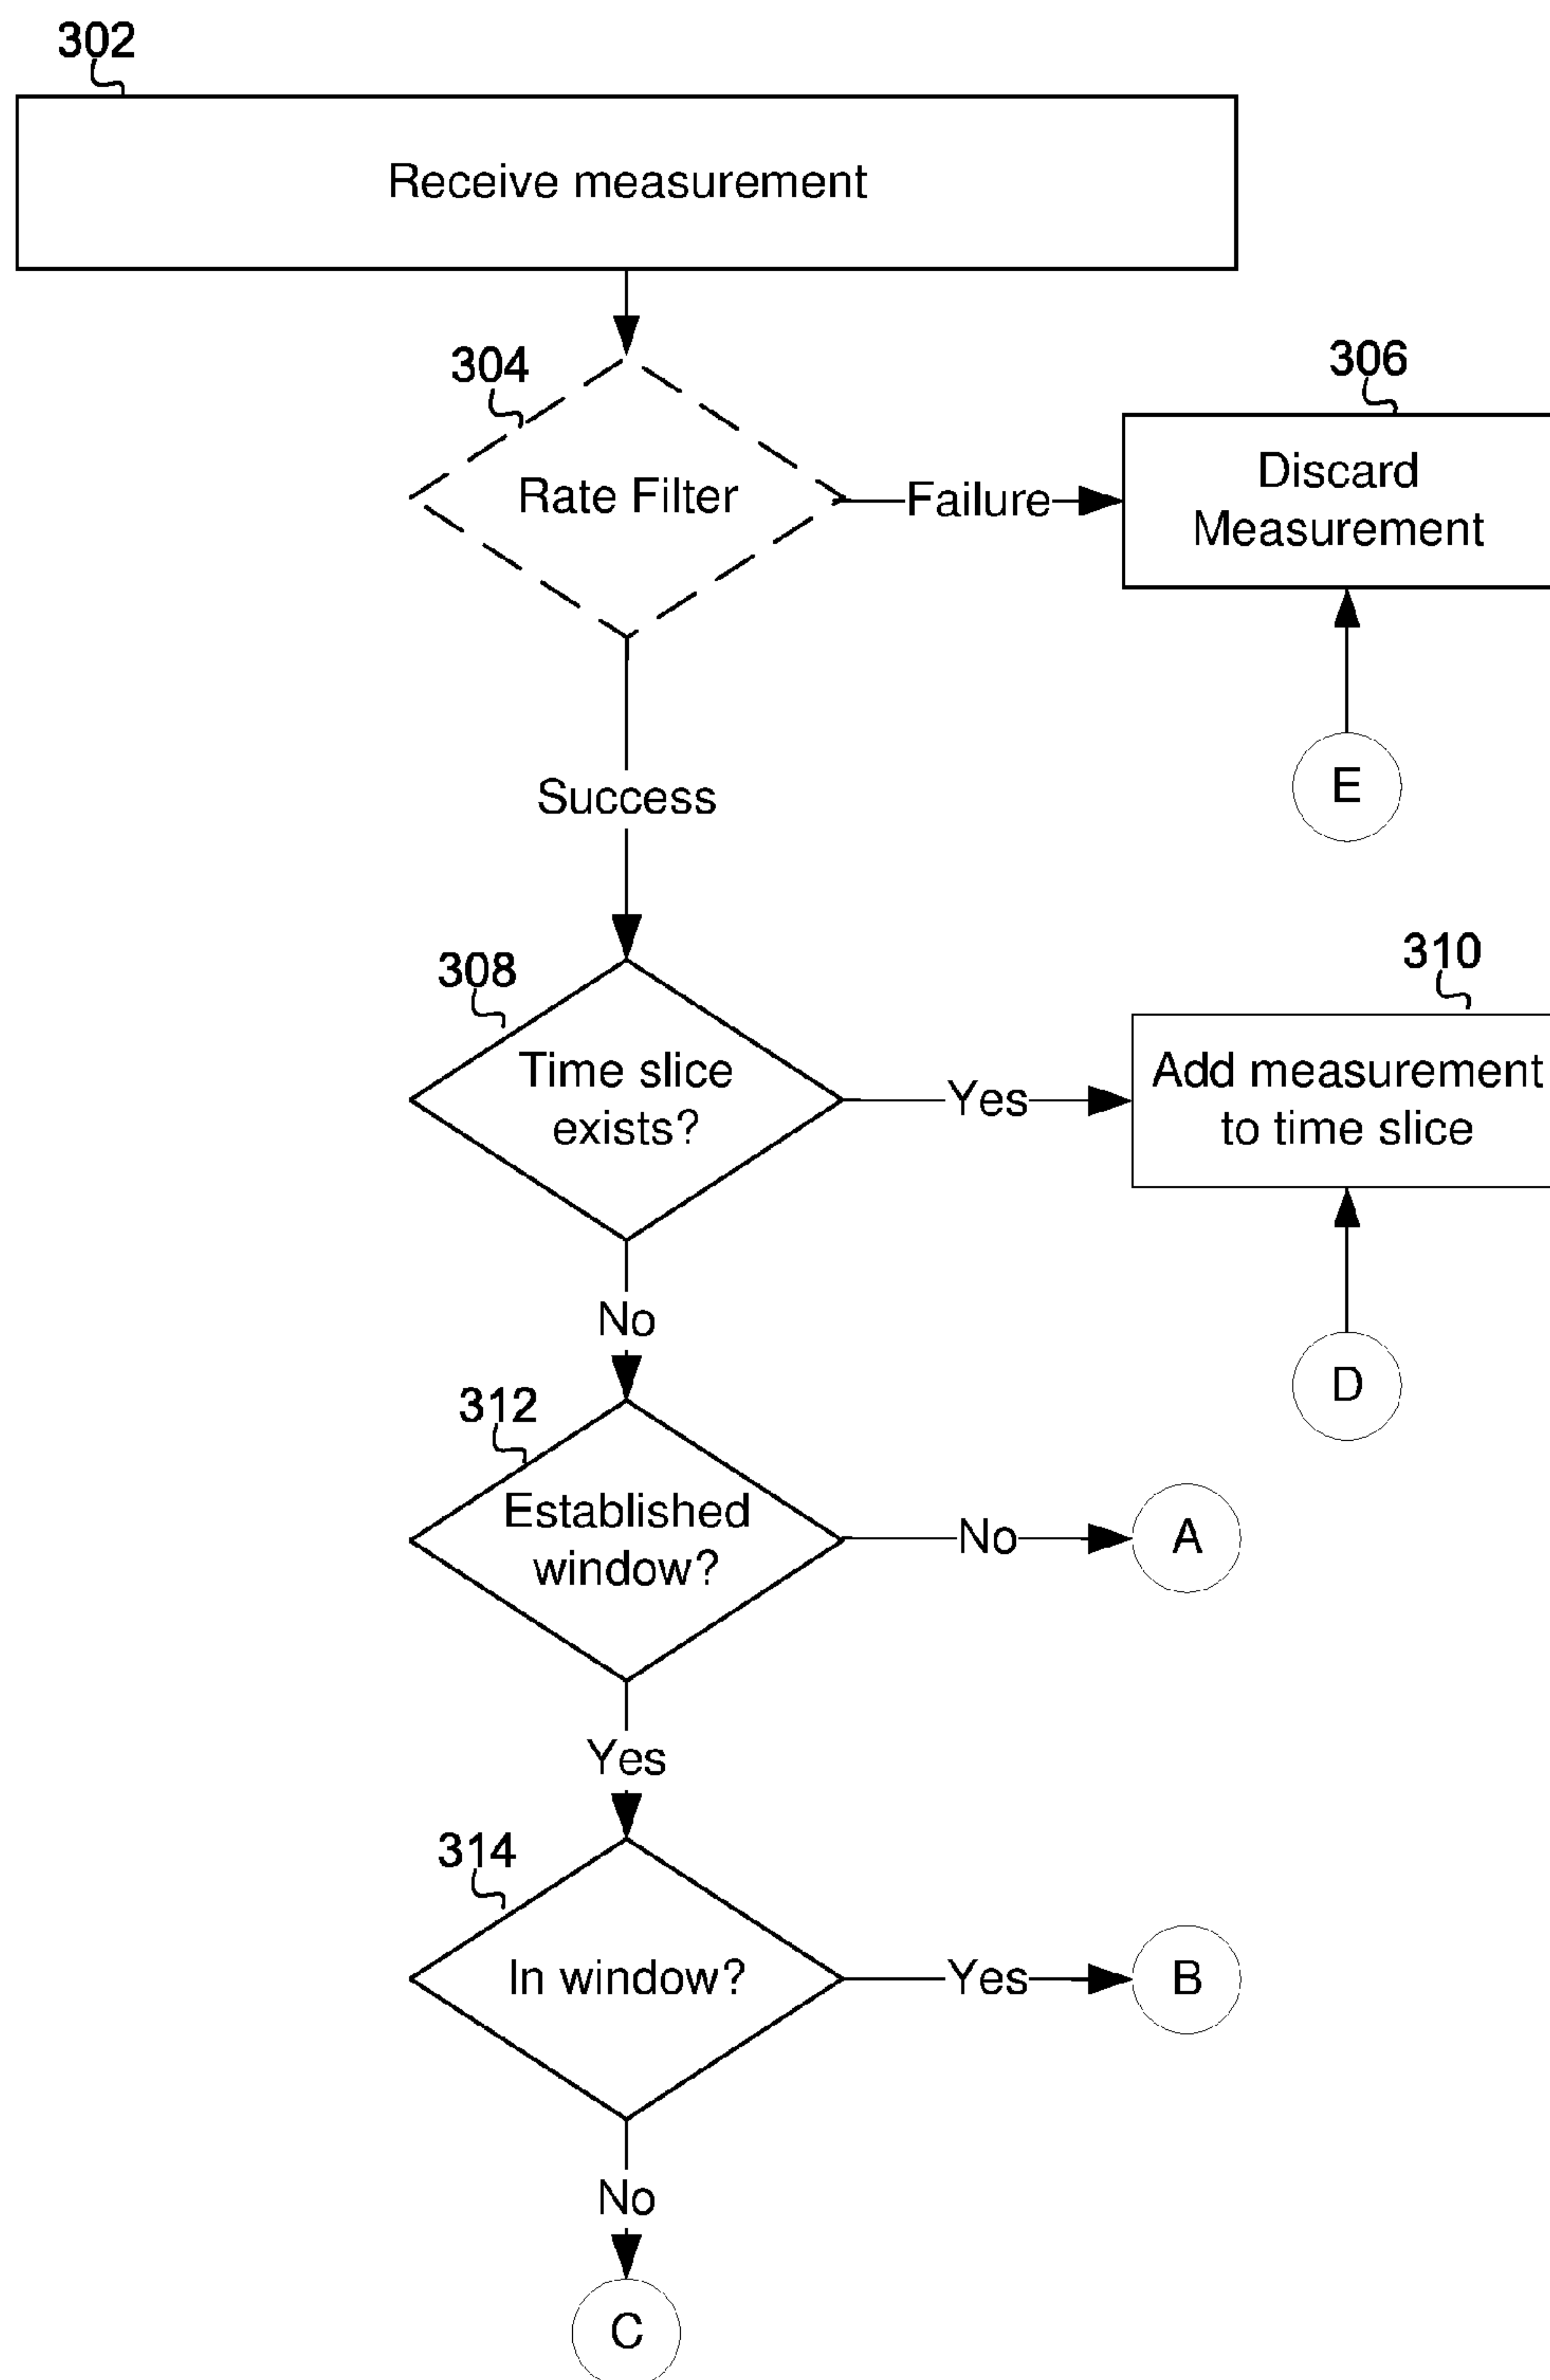 302
Receive measurement
304
Rate Filter
Failure
306
Discard
Measurement
E
Success
308
Time slice
exists?
Yes
310
Add measurement
to time slice
D
No
312
Established
window?
No
A
Yes
314
In window?
Yes
B
No
C